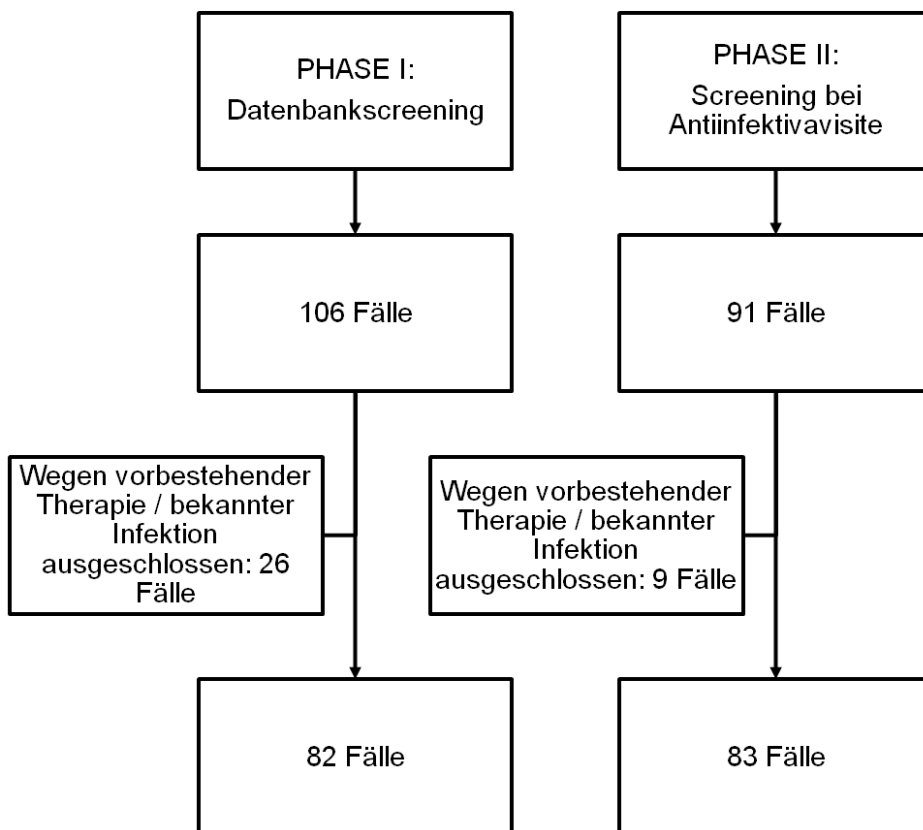 PHASE I:
Datenbankscreening
PHASE II:
Screening bei
Antiinfektivavisite
106 Fälle
91 Fälle
Wegen vorbestehender
Therapie / bekannter
Infektion
ausgeschlossen: 26
Fälle
Wegen vorbestehender
Therapie / bekannter
Infektion
ausgeschlossen: 9 Fälle
82 Fälle
83 Fälle